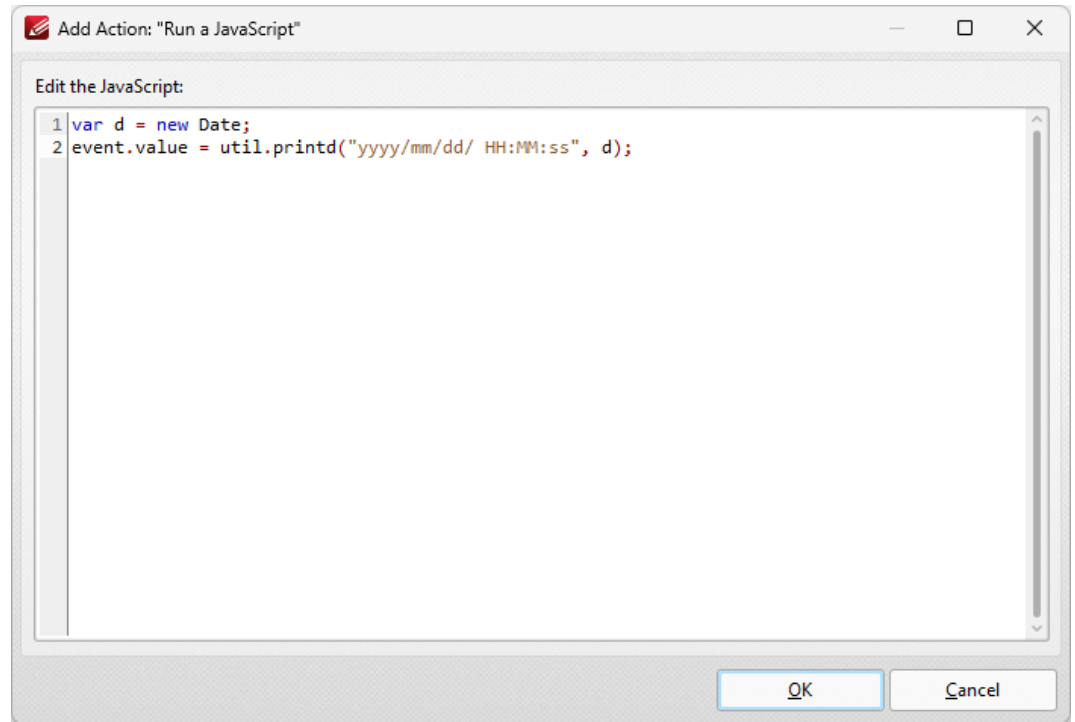 Add Action: "Run a JavaScript"
Edit the JavaScript:
1 var d = new Date;
2 event.value = util.printd("yyyy/mm/dd/ HH:MM:ss", d);
OK Cancel